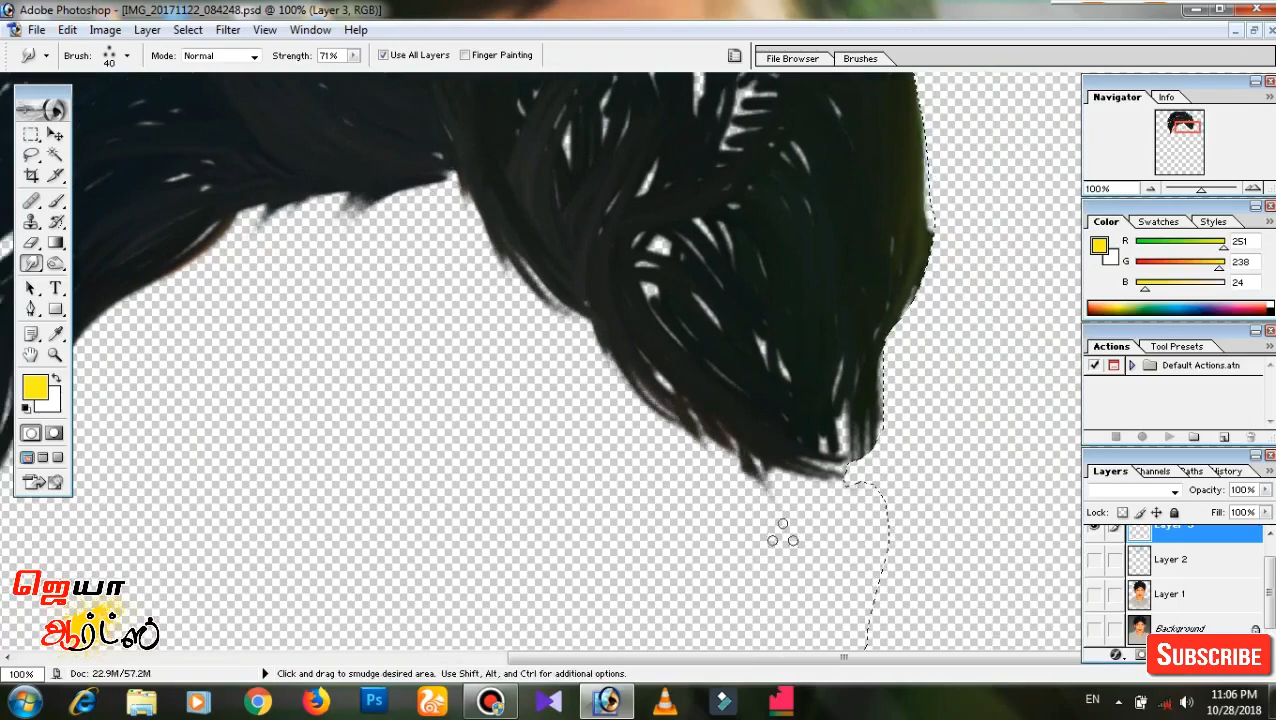 Adobe Photoshop - [IMG_20171122_084248.psd @ 100% (Layer 3, RGB)]
File Edit Image Layer Select Filter View Window Help
Brush: 40 Mode: Normal Strength: 71% Use All Layers Finger Painting File Browser Brushes
Navigator Info
100%
Color Swatches Styles
R 251
G 238
B 24
Actions Tool Presets
Default Actions.atn
Layers Channels Paths History
Opacity: 100%
Lock: Fill: 100%
Layer 3
Layer 2
Layer 1
Background
ஜெயா
ஆர்ட்ஸ்
SUBSCRIBE
100% Doc: 22.9M/57.2M Click and drag to smudge desired area. Use Shift, Alt, and Ctrl for additional options.
Ps EN 11:06 PM
10/28/2018